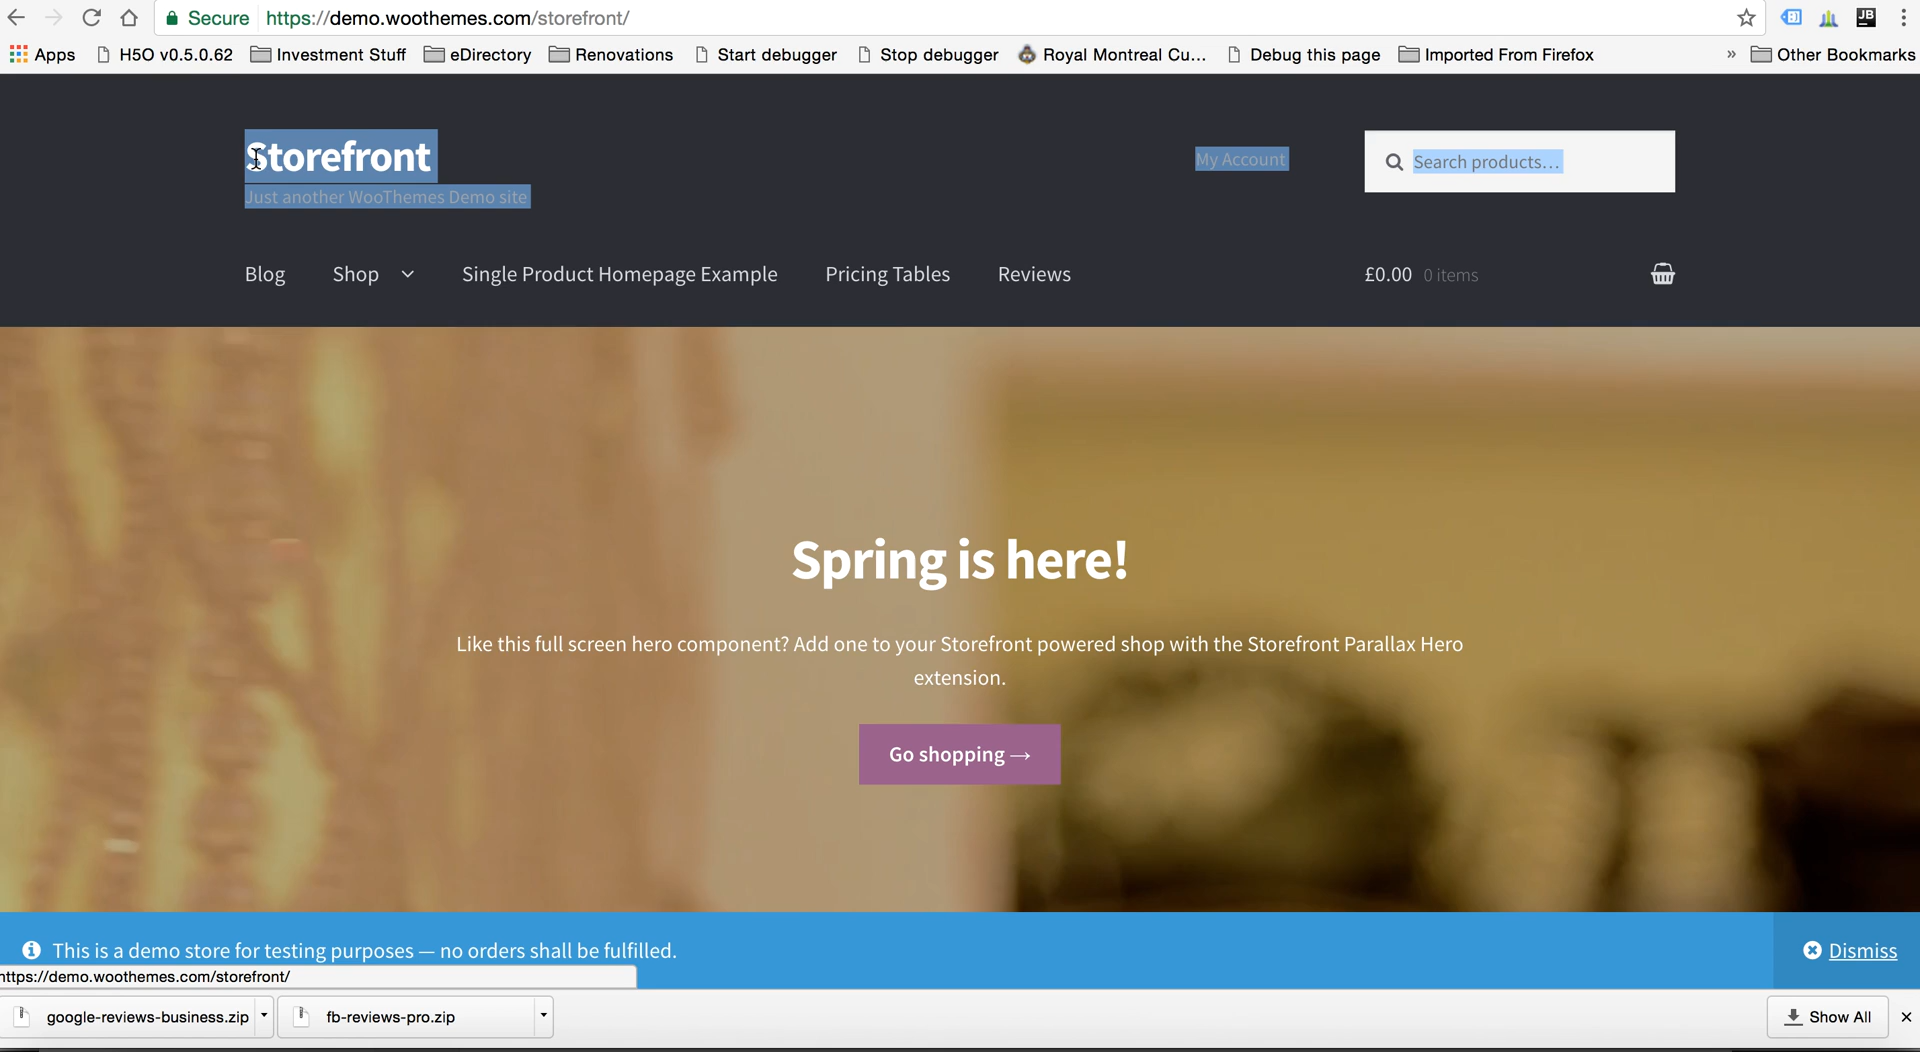 Secure https://demo.woothemes.com/storefront/
Apps H5O v0.5.0.62 Investment Stuff eDirectory Renovations Start debugger Stop debugger Royal Montreal Cu... Debug this page Imported From Firefox » Other Bookmarks
Storefront
Just another WooThemes Demo site
My Account
Search products…
Blog Shop Single Product Homepage Example Pricing Tables Reviews
£0.00 0 items
Spring is here!
Like this full screen hero component? Add one to your Storefront powered shop with the Storefront Parallax Hero
extension.
Go shopping →
This is a demo store for testing purposes — no orders shall be fulfilled.
Dismiss
https://demo.woothemes.com/storefront/
google-reviews-business.zip fb-reviews-pro.zip Show All
JB